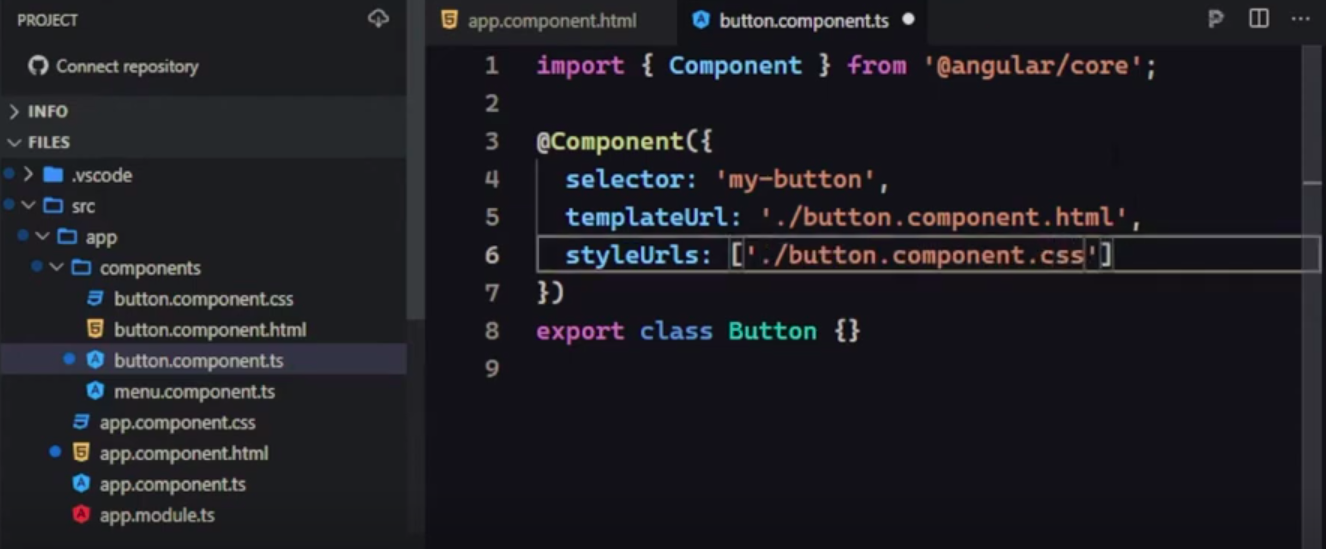 PROJECT
Connect repository
INFO
FILES
.vscode
src
app
components
button.component.css
button.component.html
button.component.ts
menu.component.ts
app.component.css
app.component.html
app.component.ts
app.module.ts
app.component.html button.component.ts
1 import { Component } from '@angular/core';
2
3 @Component({
4 selector: 'my-button',
5 templateUrl: './button.component.html',
6 styleUrls: ['./button.component.css']
7 })
8 export class Button {}
9